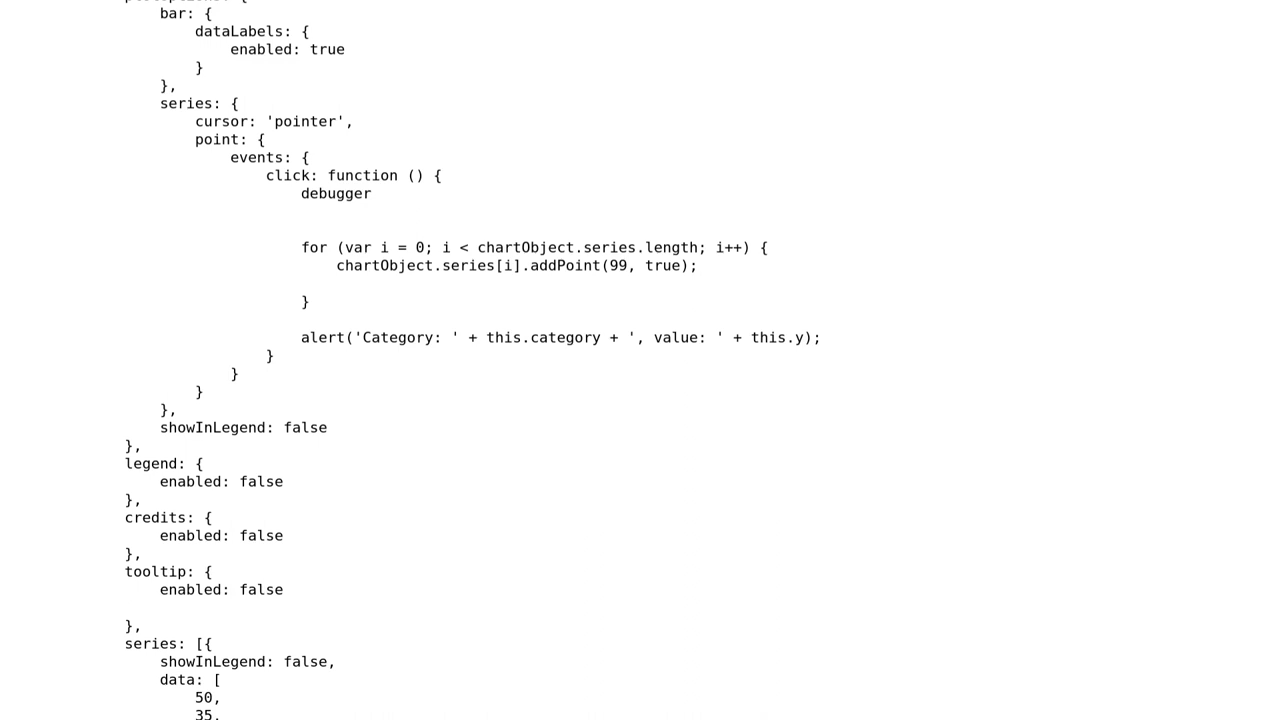 bar: {
dataLabels: {
enabled: true
}
},
series: {
cursor: 'pointer',
point: {
events: {
click: function () {
debugger
for (var i = 0; i < chartObject.series.length; i++) {
chartObject.series[i].addPoint(99, true);
}
alert('Category: ' + this.category + ', value: ' + this.y);
}
}
}
},
showInLegend: false
},
legend: {
enabled: false
},
credits: {
enabled: false
},
tooltip: {
enabled: false
},
series: [{
showInLegend: false,
data: [
50,
35,